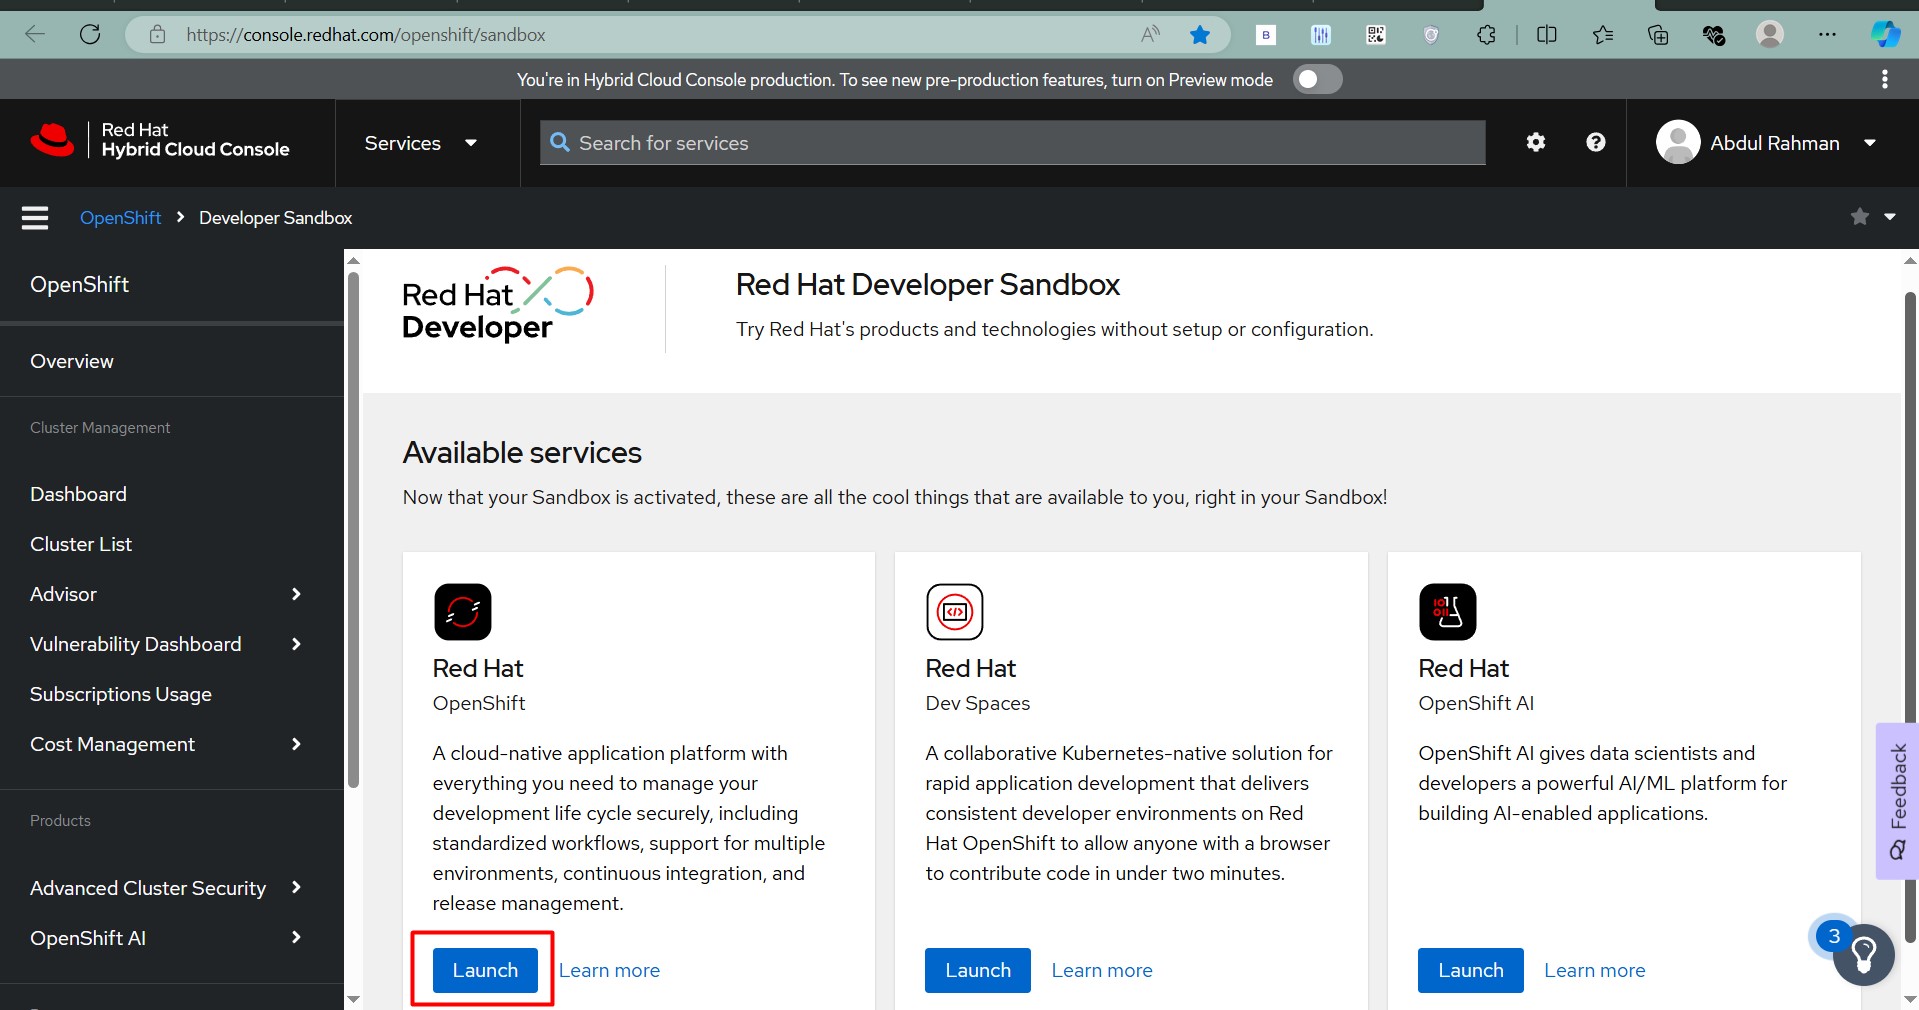 https://console.redhat.com/openshift/sandbox
B
You're in Hybrid Cloud Console production. To see new pre-production features, turn on Preview mode
Red Hat
Hybrid Cloud Console
Services
Search for services
Abdul Rahman
OpenShift
Developer Sandbox
OpenShift
Overview
Cluster Management
Dashboard
Cluster List
Advisor
Vulnerability Dashboard
Subscriptions Usage
Cost Management
Products
Advanced Cluster Security
OpenShift AI
Red Hat
Developer
Red Hat Developer Sandbox
Try Red Hat's products and technologies without setup or configuration.
Available services
Now that your Sandbox is activated, these are all the cool things that are available to you, right in your Sandbox!
Red Hat
OpenShift
A cloud-native application platform with
everything you need to manage your
development life cycle securely, including
standardized workflows, support for multiple
environments, continuous integration, and
release management.
Launch
Learn more
Red Hat
Dev Spaces
A collaborative Kubernetes-native solution for
rapid application development that delivers
consistent developer environments on Red
Hat OpenShift to allow anyone with a browser
to contribute code in under two minutes.
Launch
Learn more
Red Hat
OpenShift AI
OpenShift AI gives data scientists and
developers a powerful AI/ML platform for
building AI-enabled applications.
Launch
Learn more
Feedback
3